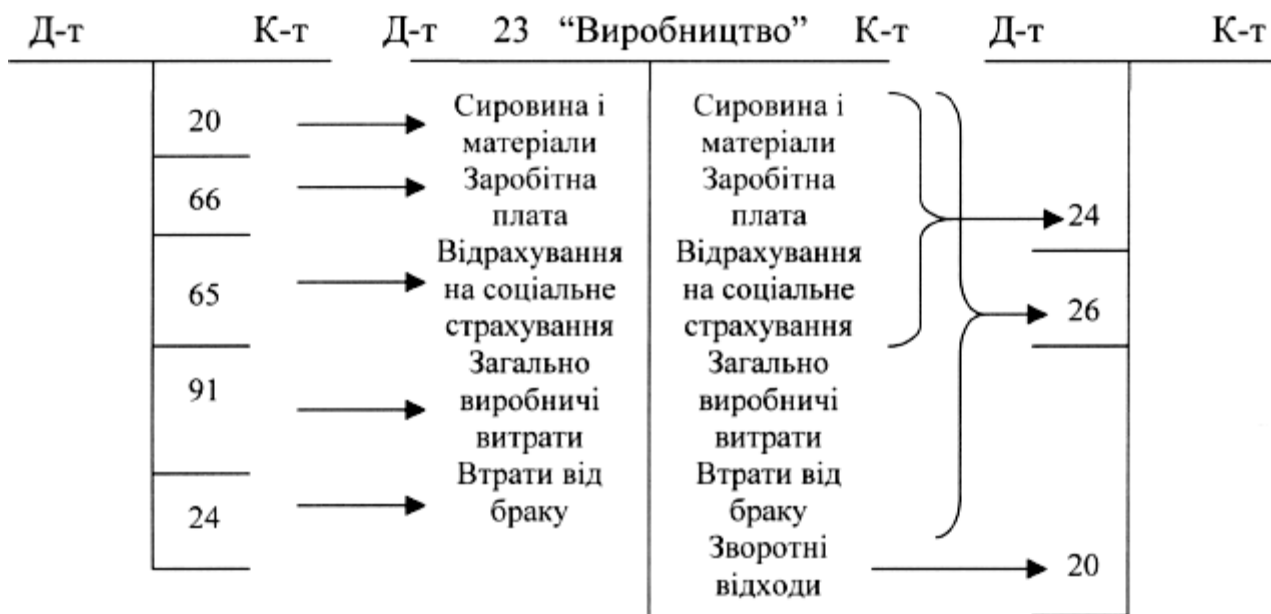 Д-т К-т Д-т 23 “Виробництво” К-т Д-т К-т
20 Сировина і Сировина і
матеріали матеріали
66 Заробітна Заробітна
плата плата 24
Відрахування Відрахування
65 на соціальне на соціальне 26
страхування страхування
91 Загально Загально
виробничі виробничі
витрати витрати
Втрати від Втрати від
24 браку браку
Зворотні
відходи 20